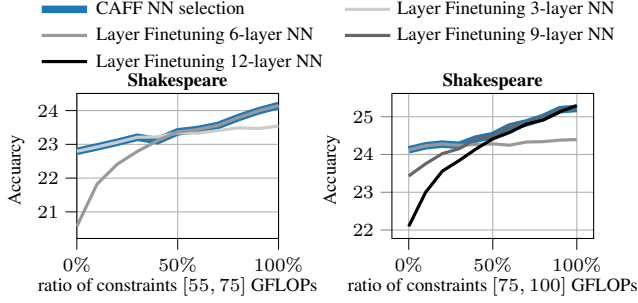 CAFF NN selection
Layer Finetuning 3-layer NN
Layer Finetuning 6-layer NN
Layer Finetuning 9-layer NN
Layer Finetuning 12-layer NN
Shakespeare
Shakespeare
Accuarcy
24
23
22
21
0%
50%
100%
ratio of constraints [55, 75] GFLOPs
Accuarcy
25
24
23
22
0%
50%
100%
ratio of constraints [75, 100] GFLOPs